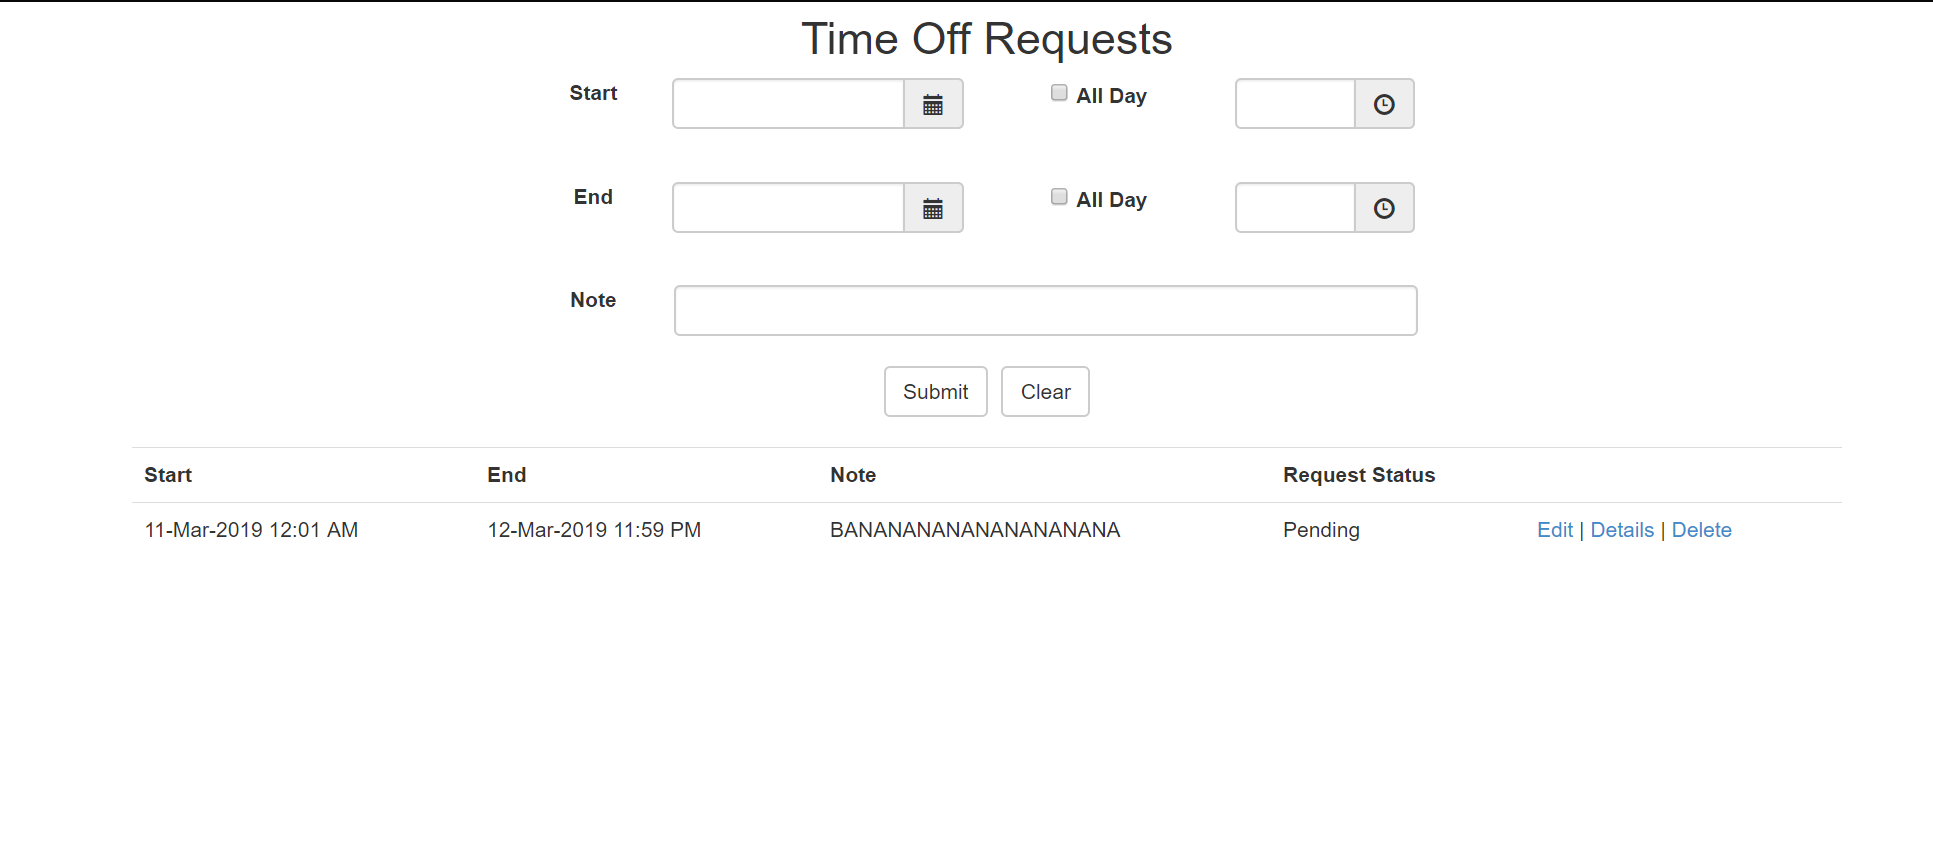 Time Off Requests
Start All Day
End All Day
Note
Submit Clear
Start End Note Request Status
11-Mar-2019 12:01 AM 12-Mar-2019 11:59 PM BANANANANANANANANANA Pending Edit | Details | Delete